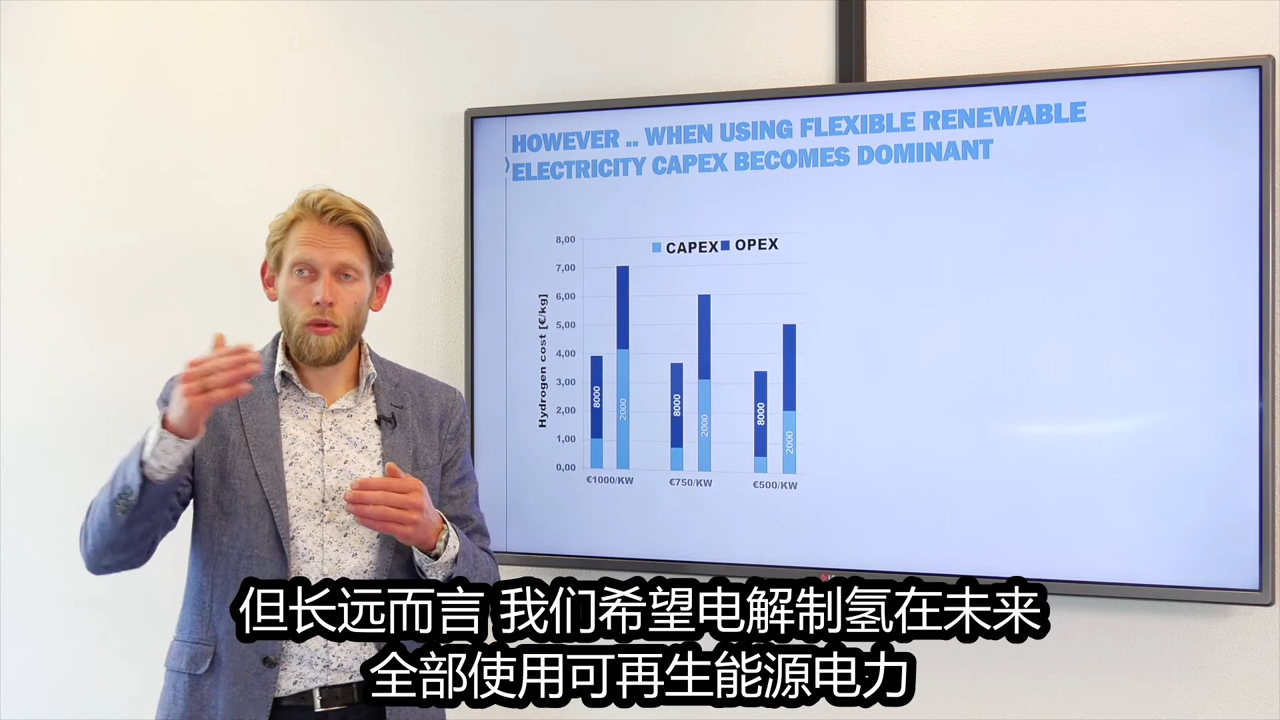 HOWEVER .. WHEN USING FLEXIBLE RENEWABLE
ELECTRICITY CAPEX BECOMES DOMINANT
CAPEX OPEX
Hydrogen cost [€/kg]
8,00
7,00
6,00
5,00
4,00
3,00
2,00
1,00
0,00
8000
2000
8000
2000
8000
2000
€1000/KW
€750/KW
€500/KW
但长远而言 我们希望电解制氢在未来
全部使用可再生能源电力